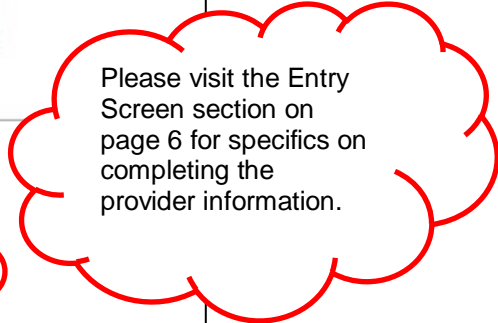 Please visit the Entry
Screen section on
page 6 for specifics on
completing the
provider information.